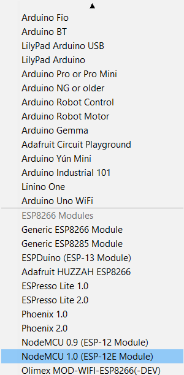 Arduino Fio
Arduino BT
LilyPad Arduino USB
LilyPad Arduino
Arduino Pro or Pro Mini
Arduino NG or older
Arduino Robot Control
Arduino Robot Motor
Arduino Gemma
Adafruit Circuit Playground
Arduino Yún Mini
Arduino Industrial 101
Linino One
Arduino Uno WiFi
ESP8266 Modules
Generic ESP8266 Module
Generic ESP8285 Module
ESPDuino (ESP-13 Module)
Adafruit HUZZAH ESP8266
ESPresso Lite 1.0
ESPresso Lite 2.0
Phoenix 1.0
Phoenix 2.0
NodeMCU 0.9 (ESP-12 Module)
NodeMCU 1.0 (ESP-12E Module)
Olimex MOD-WIFI-ESP8266(-DEV)